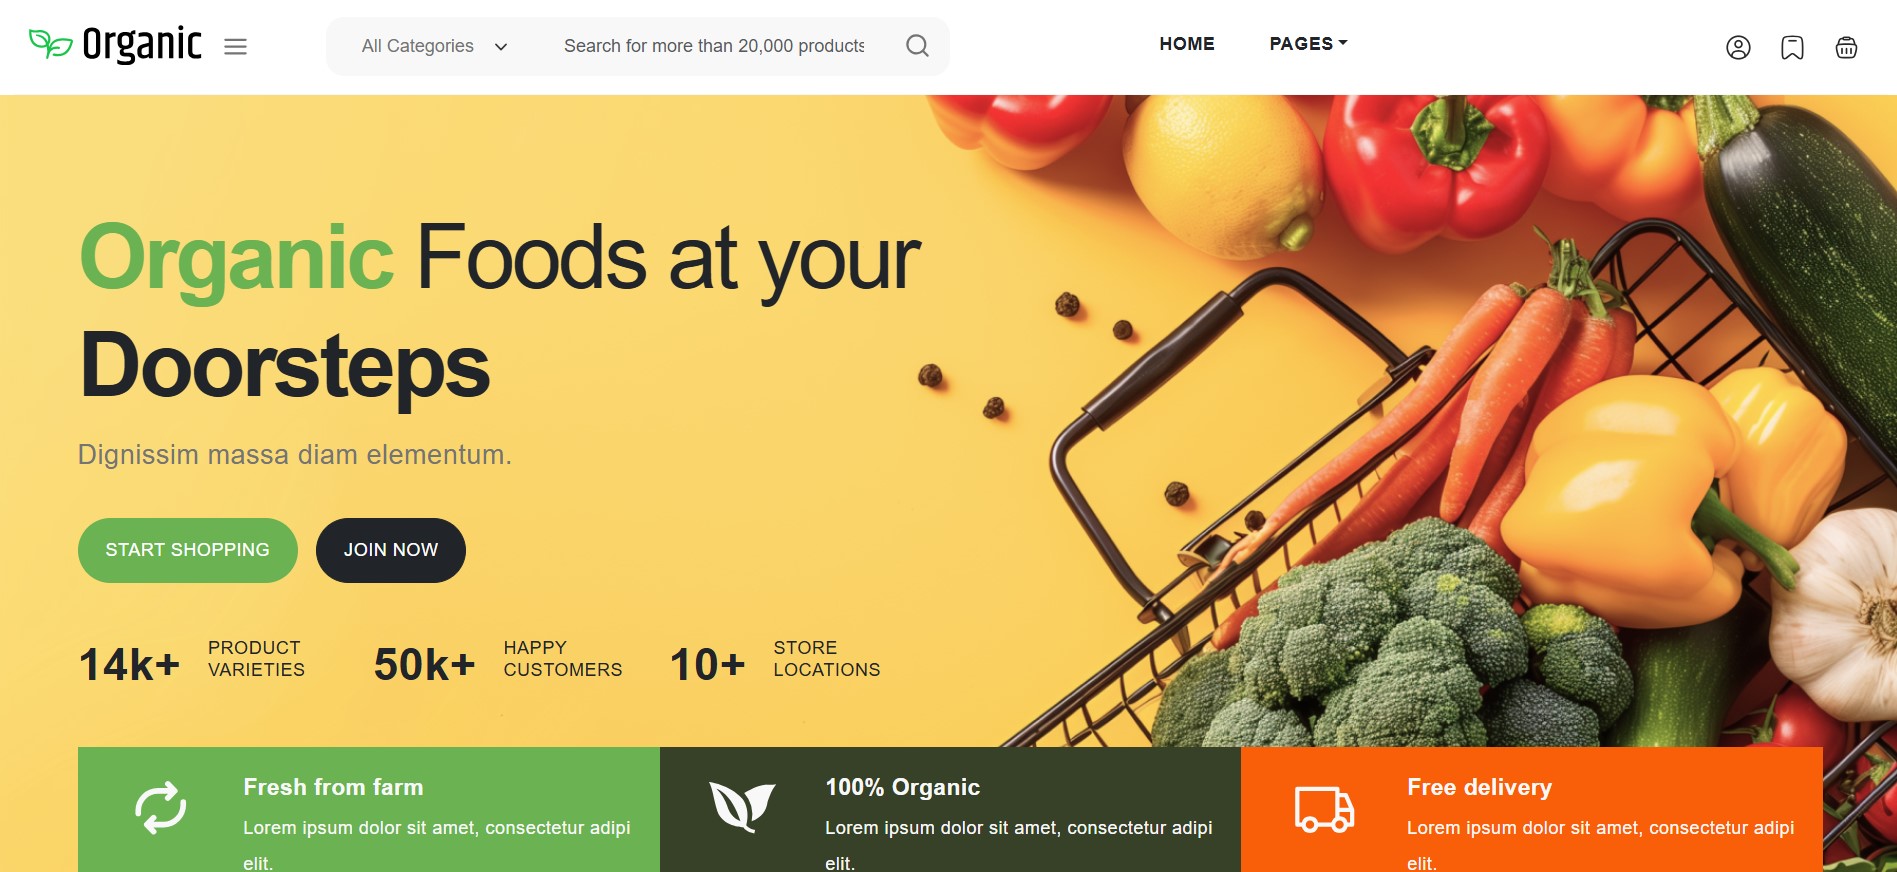 Organic
All Categories
Search for more than 20,000 products
HOME
PAGES
Organic Foods at your
Doorsteps
Dignissim massa diam elementum.
START SHOPPING
JOIN NOW
14k+
PRODUCT
VARIETIES
50k+
HAPPY
CUSTOMERS
10+
STORE
LOCATIONS
Fresh from farm
Lorem ipsum dolor sit amet, consectetur adipi
elit.
100% Organic
Lorem ipsum dolor sit amet, consectetur adipi
elit.
Free delivery
Lorem ipsum dolor sit amet, consectetur adipi
elit.